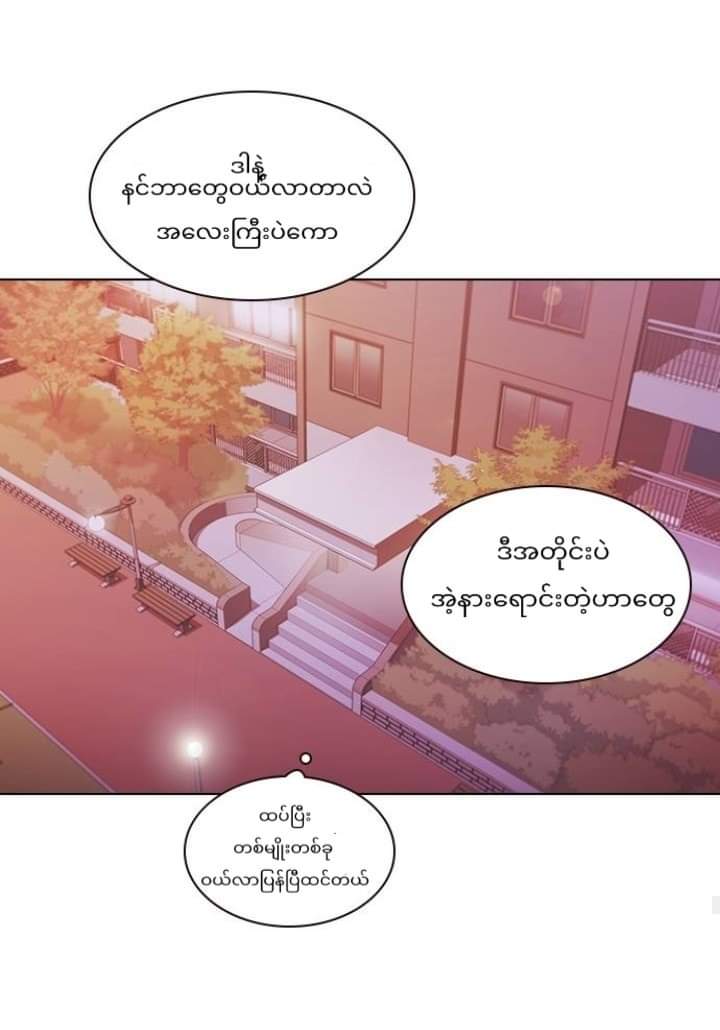 ဒါနဲ့
နင်ဘာတွေဝယ်လာတာလဲ
အလေးကြီးပဲကော
ဒီအတိုင်းပဲ
အဲ့နားရောင်းတဲ့ဟာတွေ
ထပ်ပြီး
တစ်မျိုးတစ်ခု
ဝယ်လာပြန်ပြီထင်တယ်